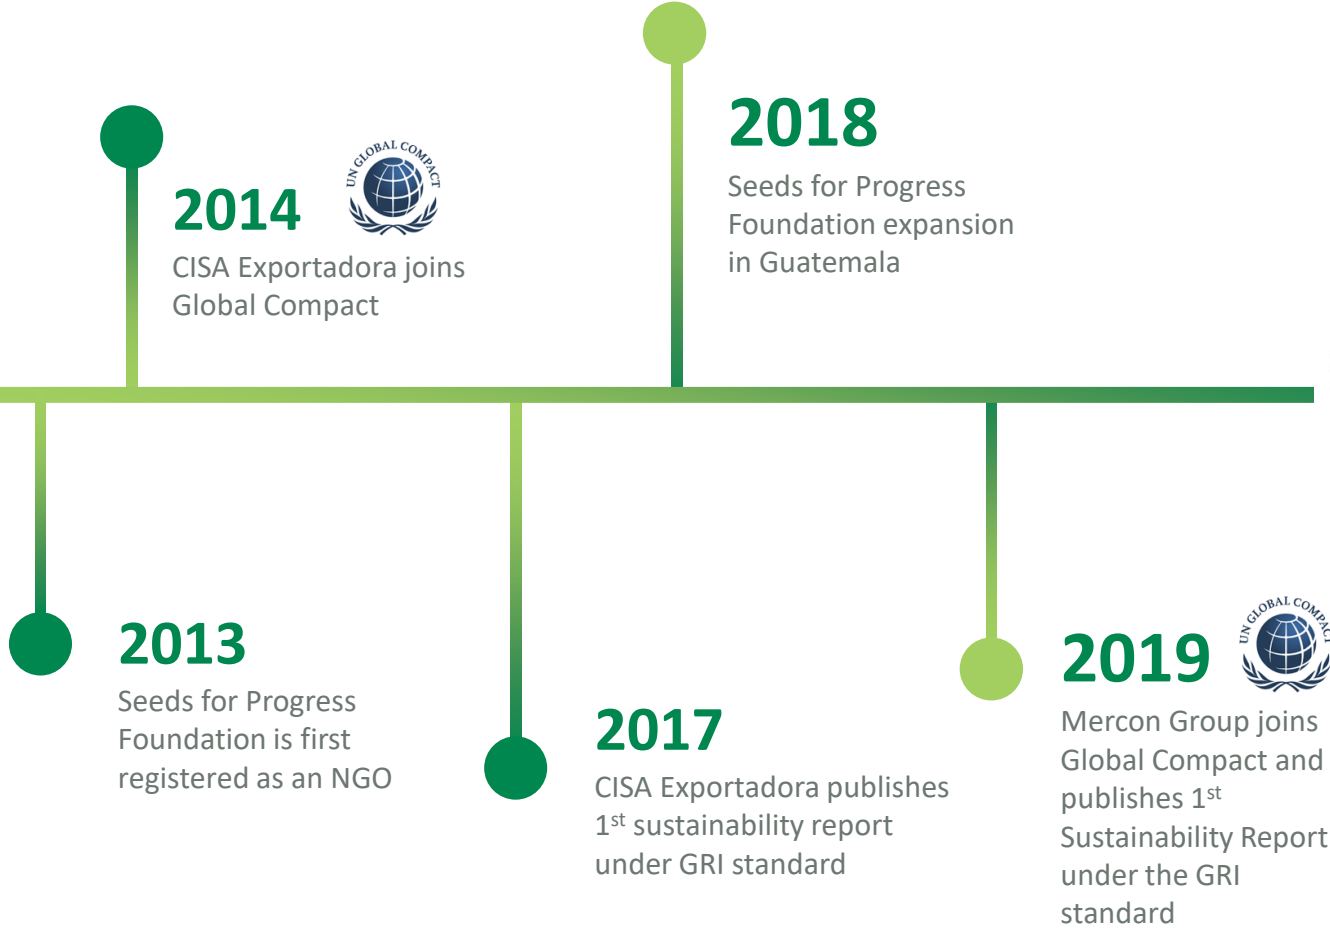 2014
UN GLOBAL COMPACT
CISA Exportadora joins
Global Compact
2018
Seeds for Progress
Foundation expansion
in Guatemala
2013
Seeds for Progress
Foundation is first
registered as an NGO
2017
CISA Exportadora publishes
1st sustainability report
under GRI standard
2019
UN GLOBAL COMPACT
Mercon Group joins
Global Compact and
publishes 1st
Sustainability Report
under the GRI
standard